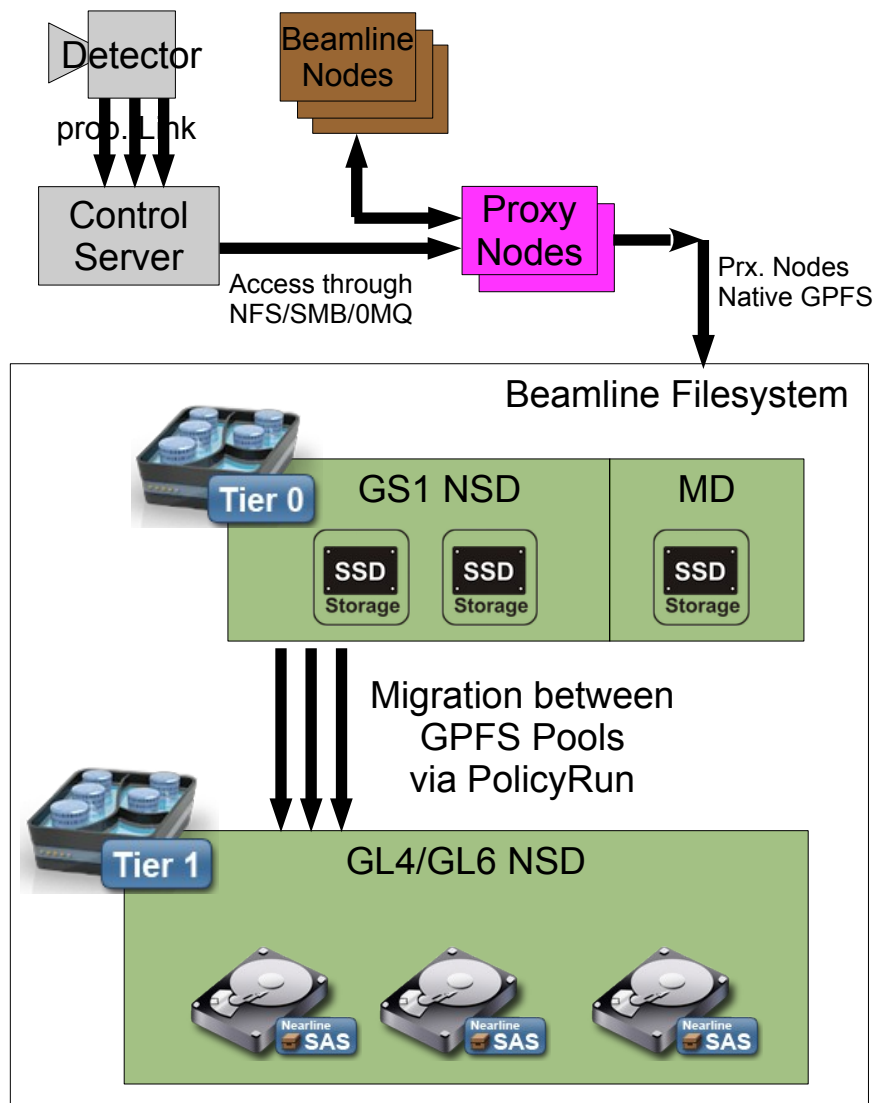 Detector
prop. Link
Control
Server
Beamline
Nodes
Proxy
Nodes
Access through
NFS/SMB/0MQ
Prx. Nodes
Native GPFS
Beamline Filesystem
Tier 0
GS1 NSD
MD
SSD
Storage
SSD
Storage
SSD
Storage
Migration between
GPFS Pools
via PolicyRun
Tier 1
GL4/GL6 NSD
Nearline
SAS
Nearline
SAS
Nearline
SAS